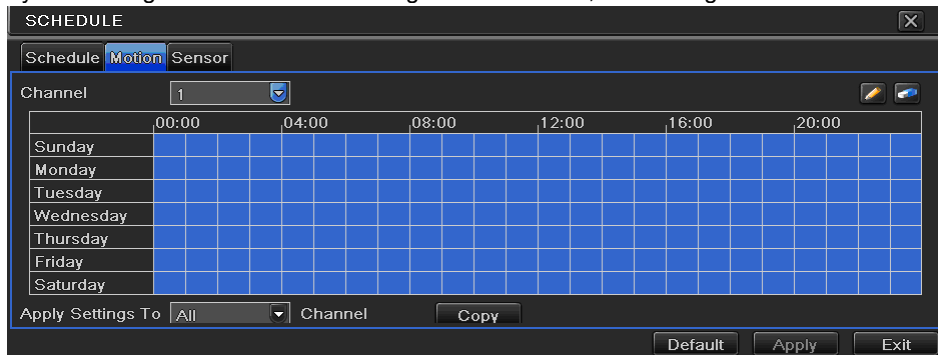 SCHEDULE
Schedule Motion Sensor
Channel 1
00:00 04:00 08:00 12:00 16:00 20:00
Sunday
Monday
Tuesday
Wednesday
Thursday
Friday
Saturday
Apply Settings To All Channel Copy
Default Apply Exit